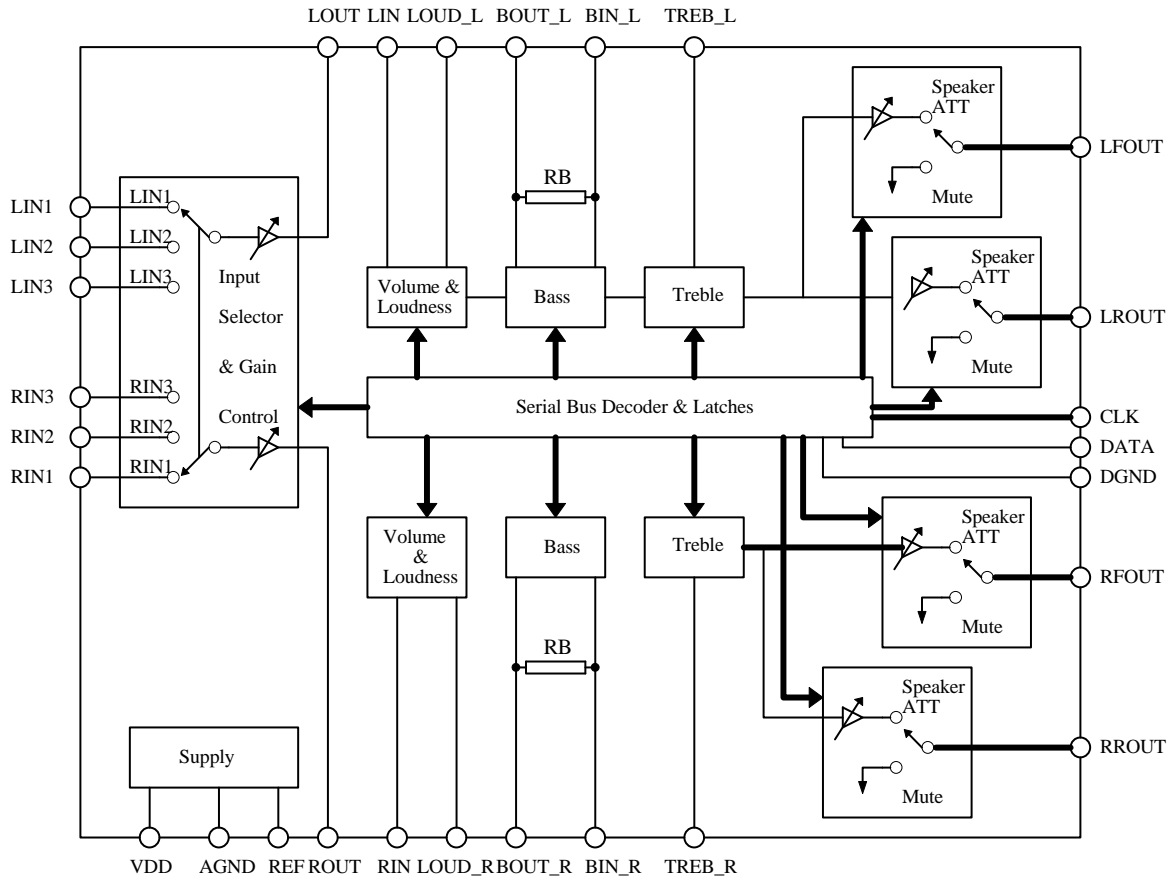 LOUT LIN LOUD_L BOUT_L BIN_L TREB_L
Speaker
ATT
Mute
LFOUT
RB
LIN1
LIN2
LIN3
RIN3
RIN2
RIN1
LIN1
LIN2
LIN3
RIN3
RIN2
RIN1
Input
Selector
& Gain
Control
Volume &
Loudness
Bass
Treble
Speaker
ATT
Mute
LROUT
Serial Bus Decoder & Latches
CLK
DATA
DGND
Volume
&
Loudness
Bass
Treble
Speaker
ATT
Mute
RFOUT
RB
Speaker
ATT
Mute
RROUT
Supply
VDD AGND REF ROUT RIN LOUD_R BOUT_R BIN_R TREB_R